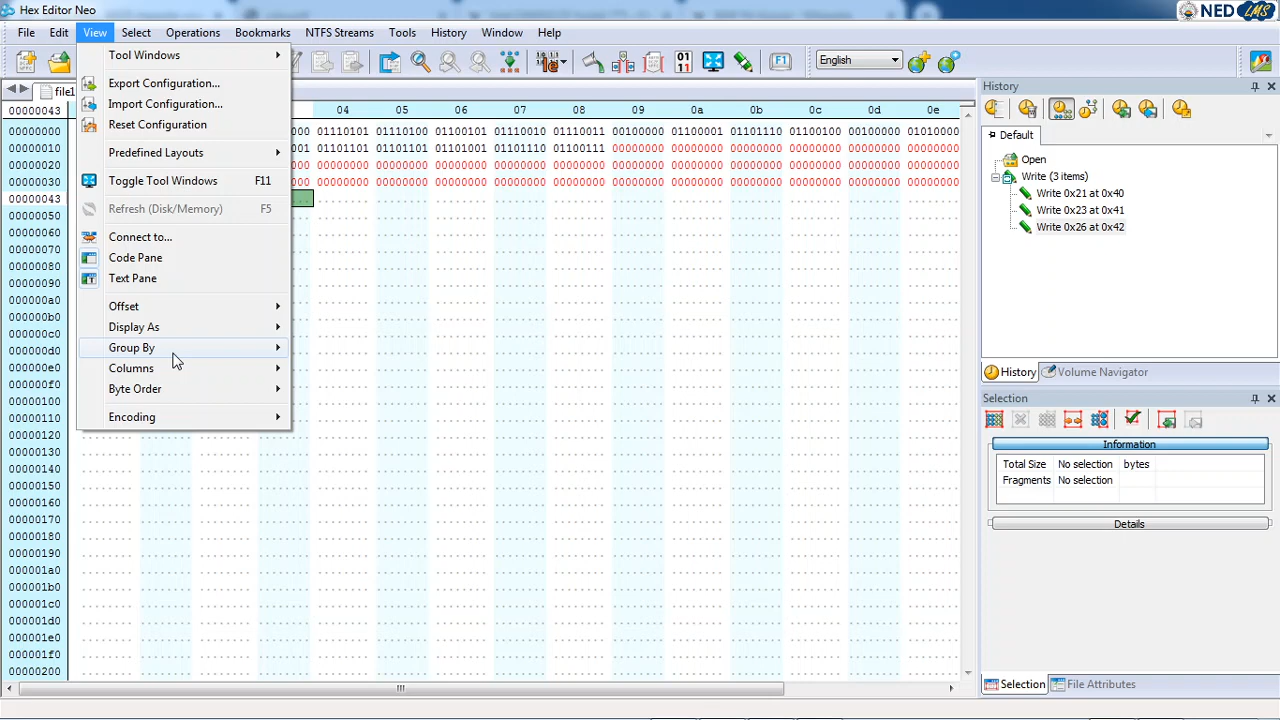 Hex Editor Neo
NED LMS
File Edit View Select Operations Bookmarks NTFS Streams Tools History Window Help
English
file1
Tool Windows
Export Configuration...
Import Configuration...
Reset Configuration
Predefined Layouts
Toggle Tool Windows F11
Refresh (Disk/Memory) F5
Connect to...
Code Pane
Text Pane
Offset
Display As
Group By
Columns
Byte Order
Encoding
00000043 04 05 06 07 08 09 0a 0b 0c 0d 0e
00000000 000 01110101 01110100 01101001 01110010 01110011 00100000 01100001 01101110 01100100 00100000 01010000
00000010 001 01101101 01101101 01101001 01101110 01100111 00000000 00000000 00000000 00000000 00000000 00000000
00000020 000 00000000 00000000 00000000 00000000 00000000 00000000 00000000 00000000 00000000 00000000 00000000
00000030 000 00000000 00000000 00000000 00000000 00000000 00000000 00000000 00000000 00000000 00000000 00000000
00000043
00000050
00000060
00000070
00000080
00000090
000000a0
000000b0
000000c0
000000d0
000000e0
000000f0
00000100
00000110
00000120
00000130
00000140
00000150
00000160
00000170
00000180
00000190
000001a0
000001b0
000001c0
000001d0
000001e0
000001f0
00000200
History
Default
Open
Write (3 items)
Write 0x21 at 0x40
Write 0x23 at 0x41
Write 0x26 at 0x42
History Volume Navigator
Selection
Information
Total Size No selection bytes
Fragments No selection
Details
Selection File Attributes